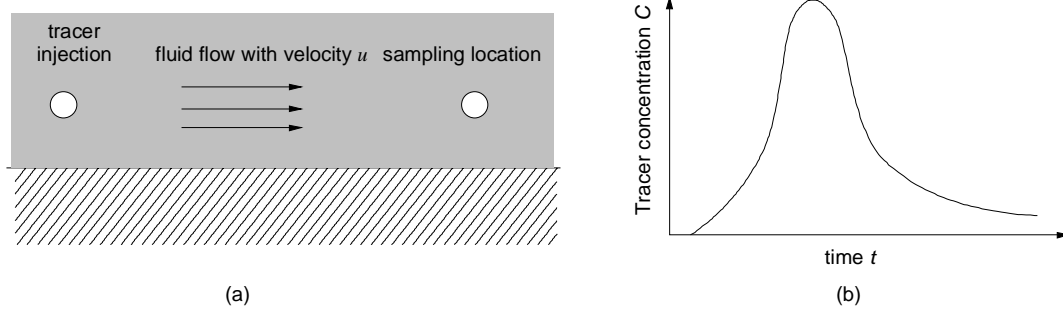 tracer
injection
fluid flow with velocity u
sampling location
(a)
Tracer concentration C
time t
(b)